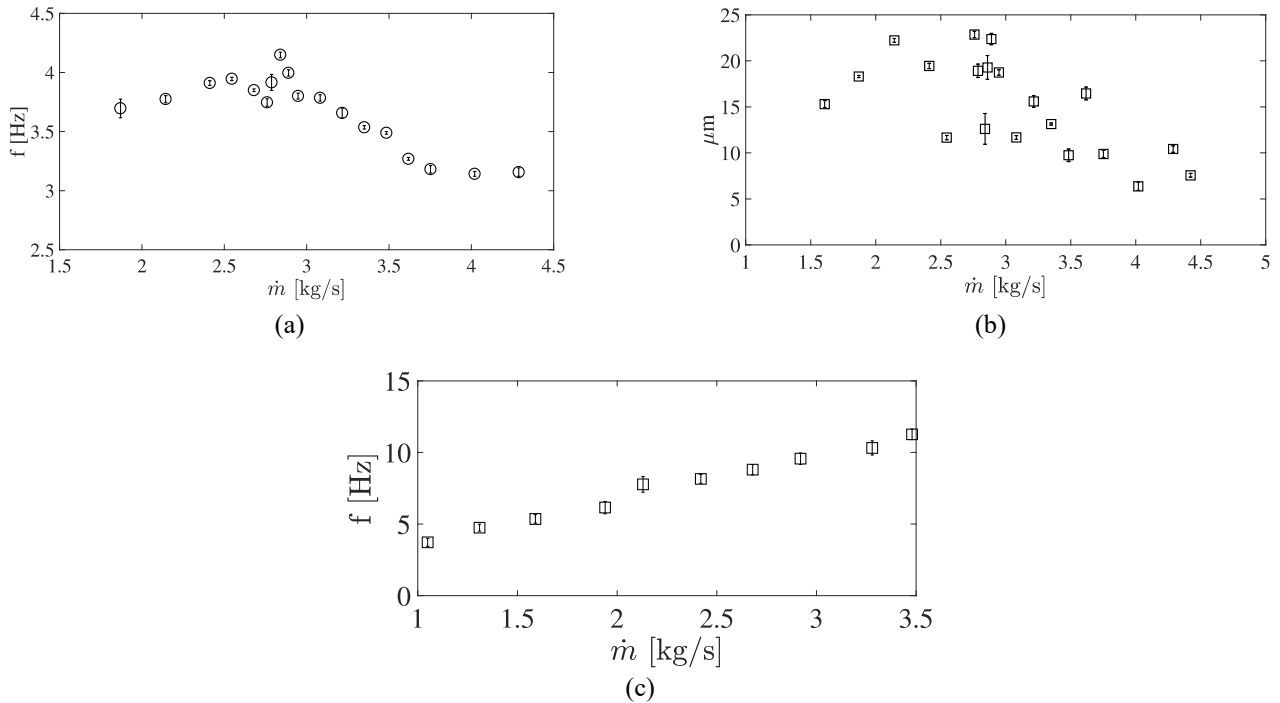 4.5
4
3.5
3
2.5
f [Hz]
1.5 2 2.5 3 3.5 4 4.5
ṁ [kg/s]
(a)
25
20
15
10
5
0
μm
1 1.5 2 2.5 3 3.5 4 4.5 5
ṁ [kg/s]
(b)
15
10
5
0
f [Hz]
1 1.5 2 2.5 3 3.5
ṁ [kg/s]
(c)